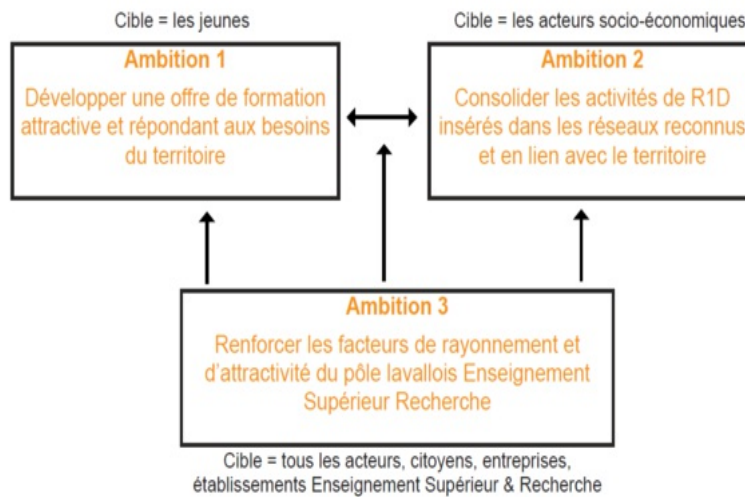 Cible = les jeunes
Ambition 1
Développer une offre de formation
attractive et répondant aux besoins
du territoire
Cible = les acteurs socio-économiques
Ambition 2
Consolider les activités de R1D
insérés dans les réseaux reconnus
et en lien avec le territoire
Ambition 3
Renforcer les facteurs de rayonnement et
d'attractivité du pôle lavallois Enseignement
Supérieur Recherche
Cible = tous les acteurs, citoyens, entreprises,
établissements Enseignement Supérieur & Recherche